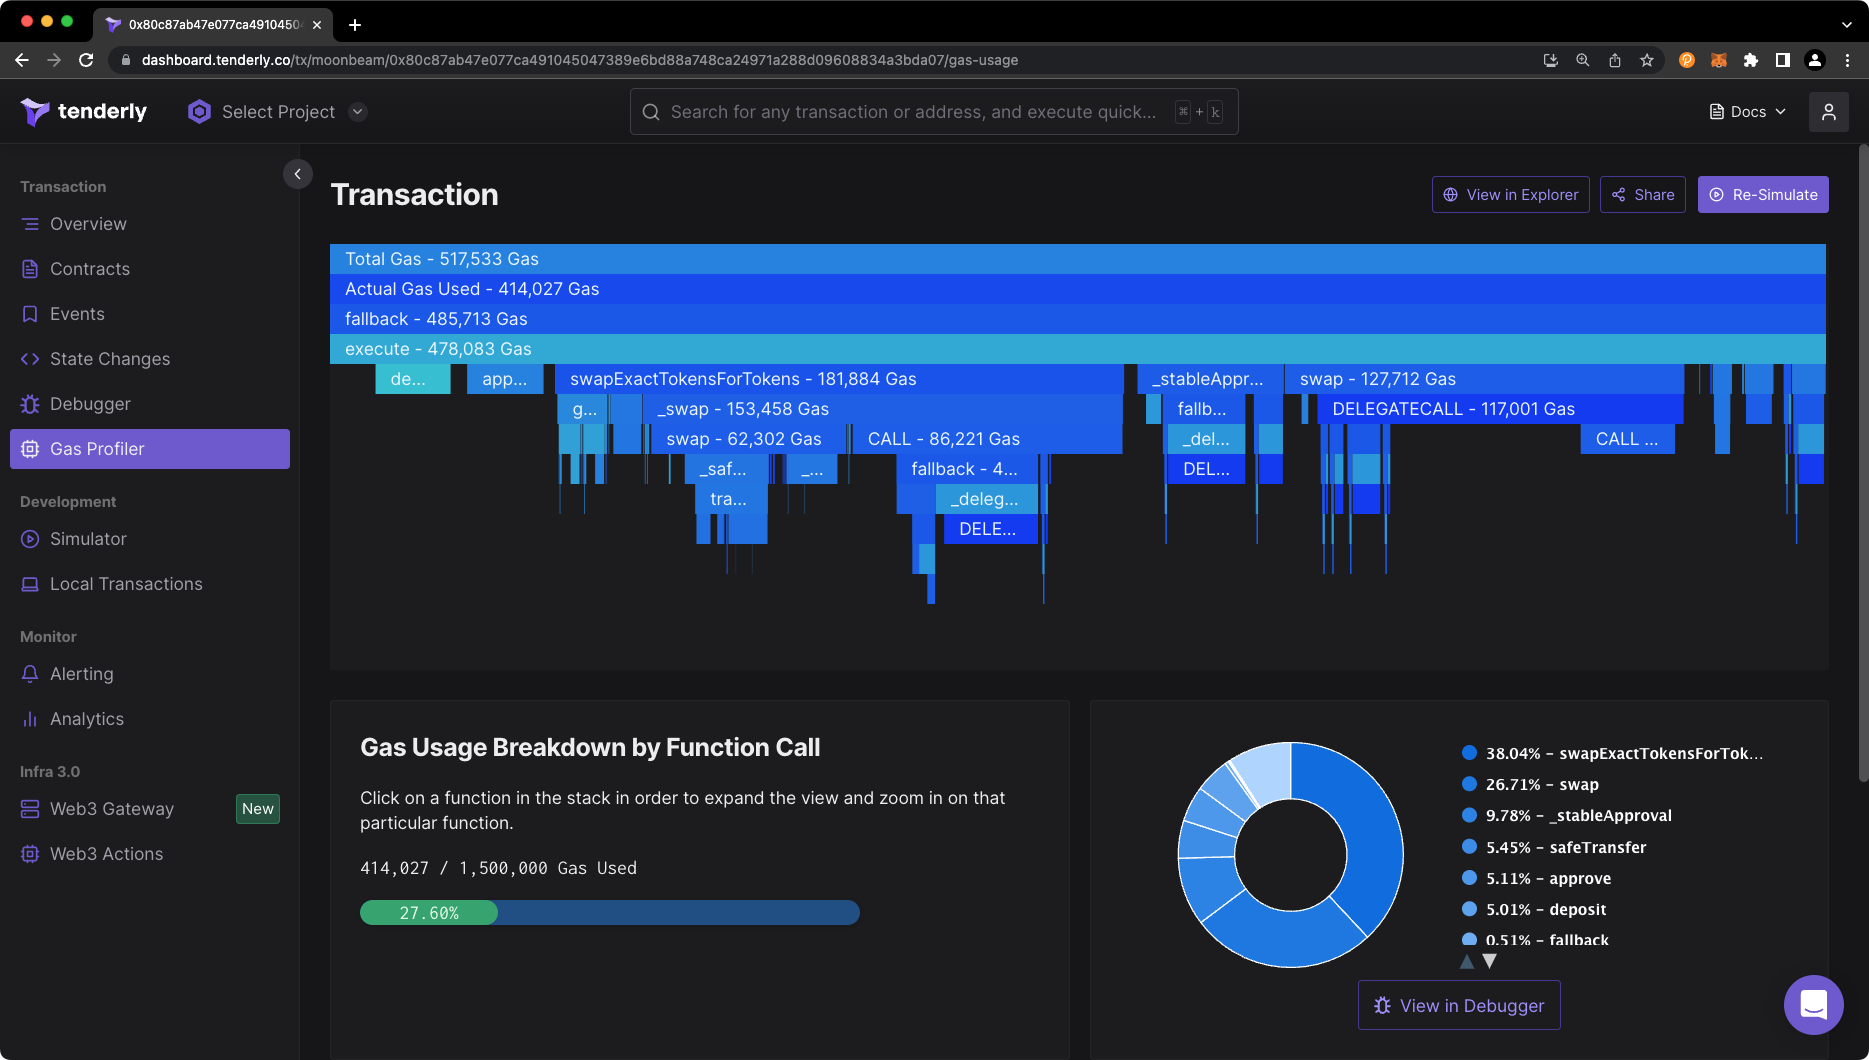 0x80c87ab47e077ca49104504
dashboard.tenderly.co/tx/moonbeam/0x80c87ab47e077ca491045047389e6bd88a748ca24971a288d09608834a3bda07/gas-usage
tenderly
Select Project
Search for any transaction or address, and execute quick...
⌘ + k
Docs
Transaction
Overview
Contracts
Events
State Changes
Debugger
Gas Profiler
Development
Simulator
Local Transactions
Monitor
Alerting
Analytics
Infra 3.0
Web3 Gateway
New
Web3 Actions
Transaction
View in Explorer
Share
Re-Simulate
Total Gas - 517,533 Gas
Actual Gas Used - 414,027 Gas
fallback - 485,713 Gas
execute - 478,083 Gas
de... app... swapExactTokensForTokens - 181,884 Gas _stableAppr... swap - 127,712 Gas
g... _swap - 153,458 Gas fallb... DELEGATECALL - 117,001 Gas
swap - 62,302 Gas CALL - 86,221 Gas _del... CALL ...
_saf... _... fallback - 4... DEL...
tra... _deleg...
DELE...
Gas Usage Breakdown by Function Call
Click on a function in the stack in order to expand the view and zoom in on that
particular function.
414,027 / 1,500,000 Gas Used
27.60%
38.04% - swapExactTokensForTok...
26.71% - swap
9.78% - _stableApproval
5.45% - safeTransfer
5.11% - approve
5.01% - deposit
0.51% - fallback
View in Debugger